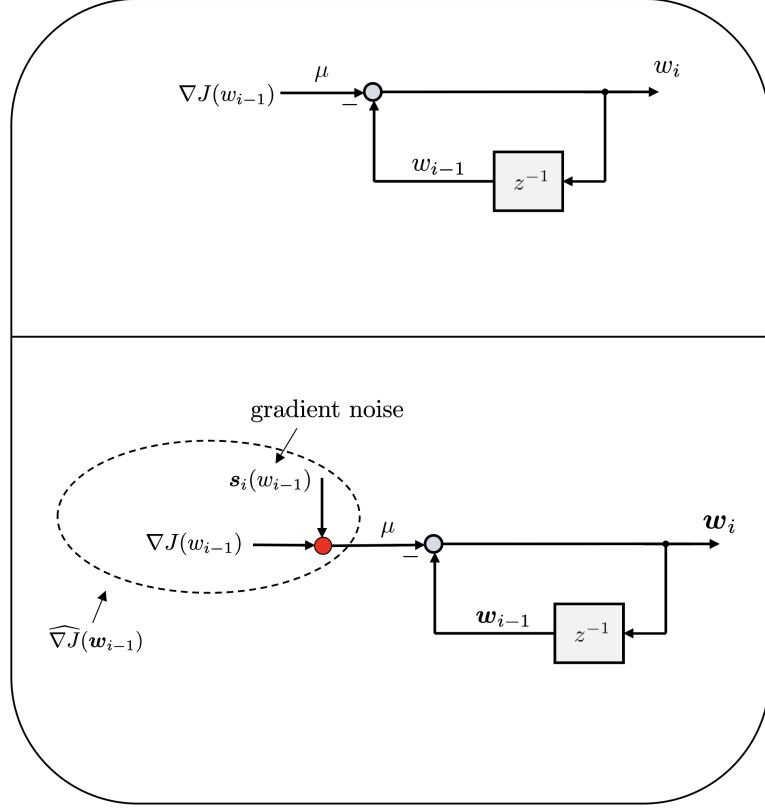 μ
∇J(w_{i−1})
−
w_i
w_{i−1}
z^{−1}
gradient noise
𝒔_i(w_{i−1})
∇J(w_{i−1})
μ
−
𝒘_i
𝒘_{i−1}
z^{−1}
\widehat{∇J}(𝒘_{i−1})